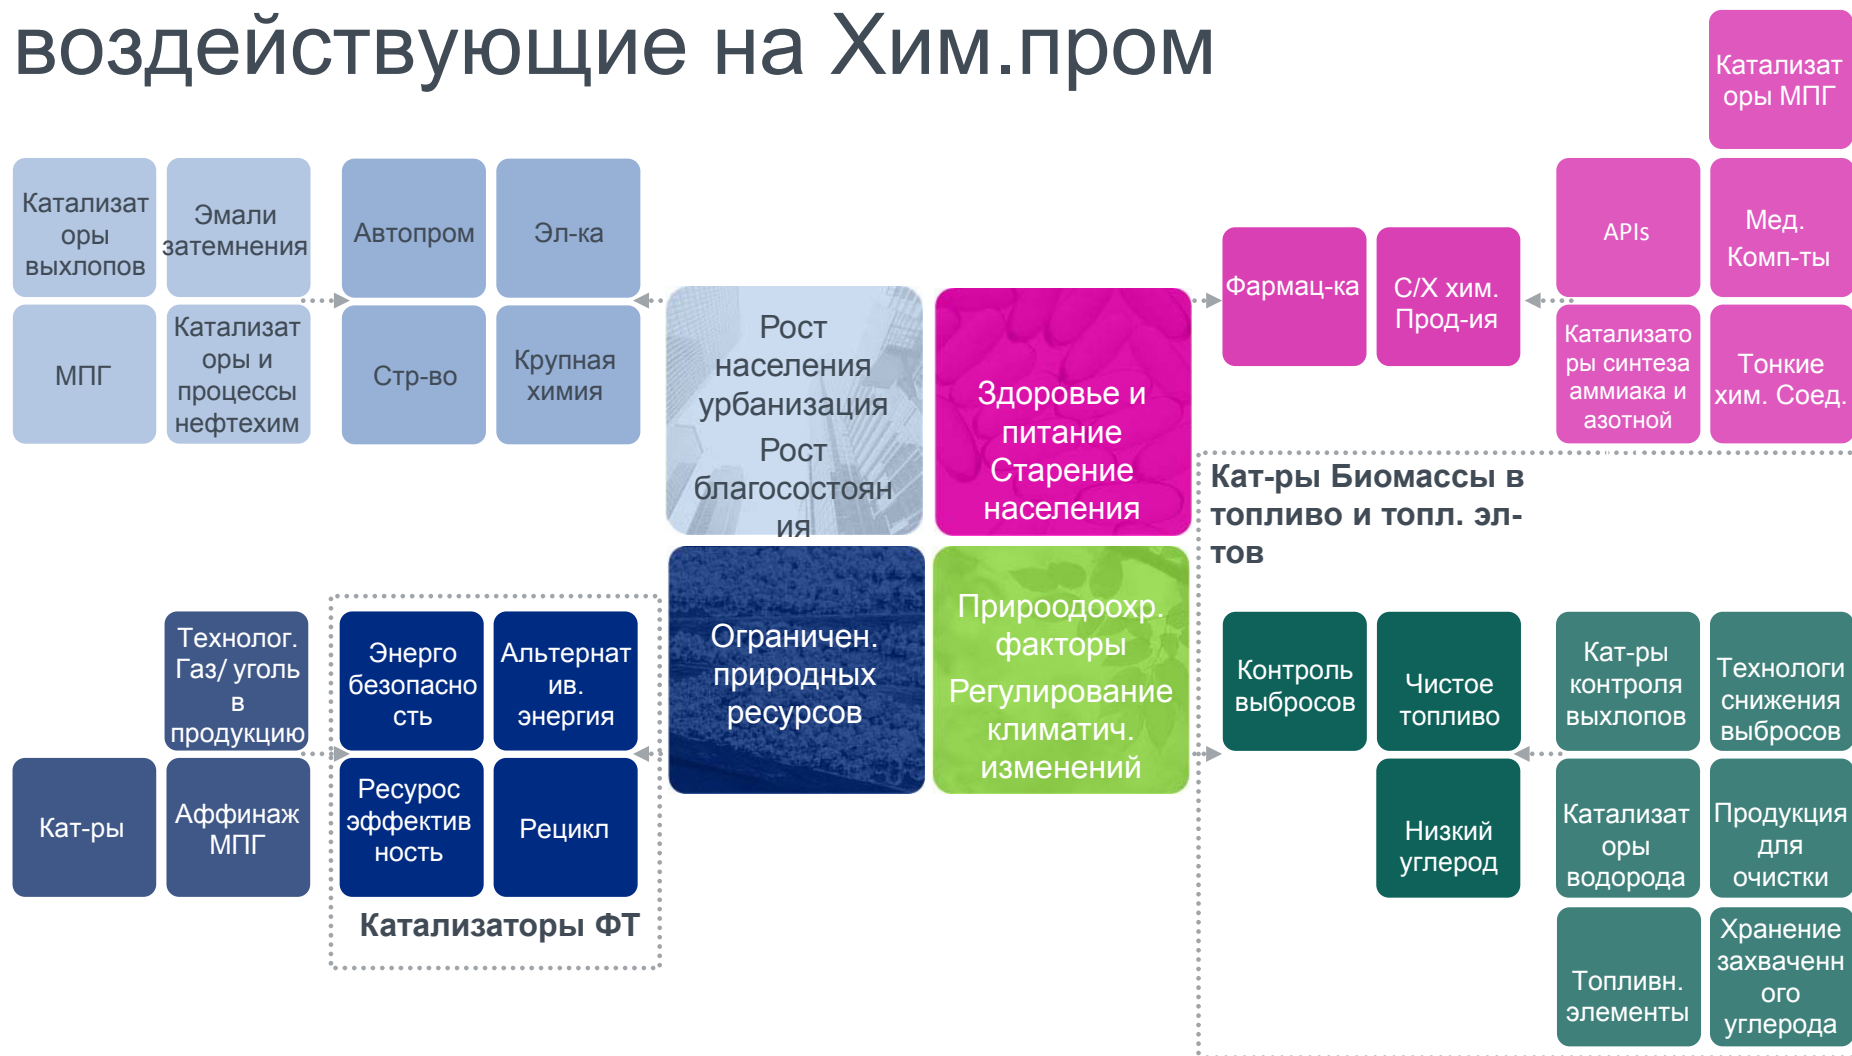 воздействующие на Хим.пром
Катализат
оры МПГ
Катализат
оры
выхлопов
Эмали
затемнения
МПГ
Катализат
оры и
процессы
нефтехим
Автопром
Эл-ка
Стр-во
Крупная
химия
Рост
населения
урбанизация
Рост
благосостоян
ия
Здоровье и
питание
Старение
населения
Фармац-ка
С/Х хим.
Прод-ия
APIs
Мед.
Комп-ты
Катализато
ры синтеза
аммиака и
азотной
Тонкие
хим. Соед.
Кат-ры Биомассы в
топливо и топл. эл-
тов
Технолог.
Газ/ уголь
в
продукцию
Кат-ры
Аффинаж
МПГ
Энерго
безопасно
сть
Альтернат
ив.
энергия
Ресурос
эффектив
ность
Рецикл
Катализаторы ФТ
Ограничен.
природных
ресурсов
Прироодоохр.
факторы
Регулирование
климатич.
изменений
Контроль
выбросов
Чистое
топливо
Низкий
углерод
Кат-ры
контроля
выхлопов
Технологи
снижения
выбросов
Катализат
оры
водорода
Продукция
для
очистки
Топливн.
элементы
Хранение
захваченн
ого
углерода